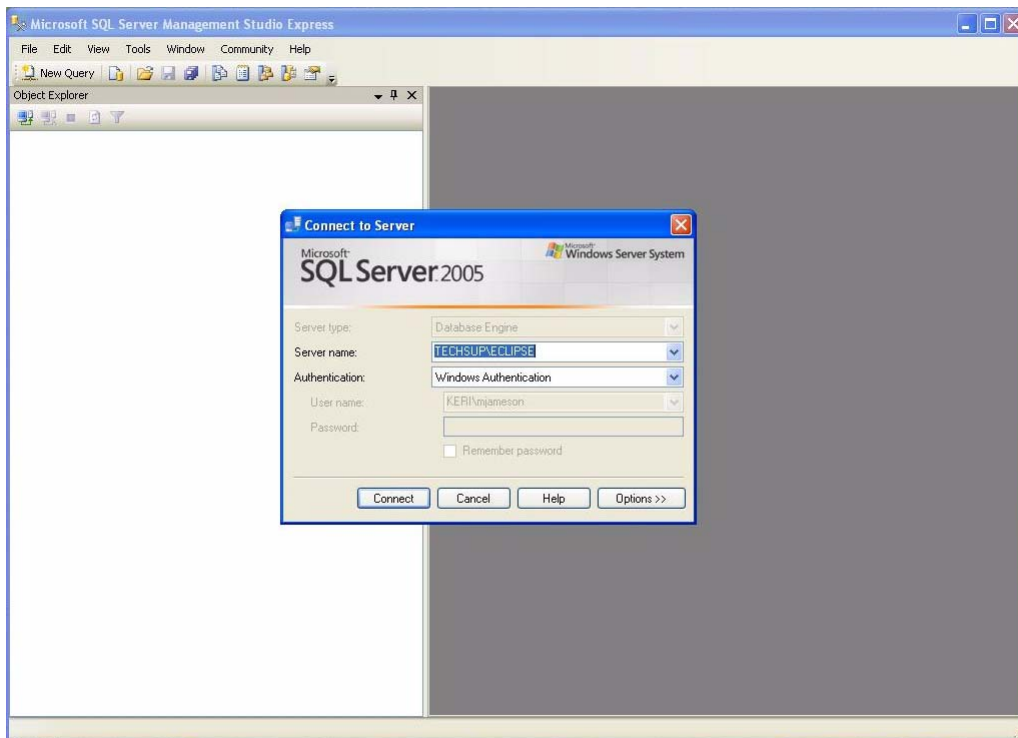 Microsoft SQL Server Management Studio Express
File Edit View Tools Window Community Help
New Query
Object Explorer
Connect to Server
Microsoft
SQL Server 2005
Microsoft
Windows Server System
Server type: Database Engine
Server name: TECHSUP\ECLIPSE
Authentication: Windows Authentication
User name: KERI\mjameson
Password:
Remember password
Connect Cancel Help Options >>